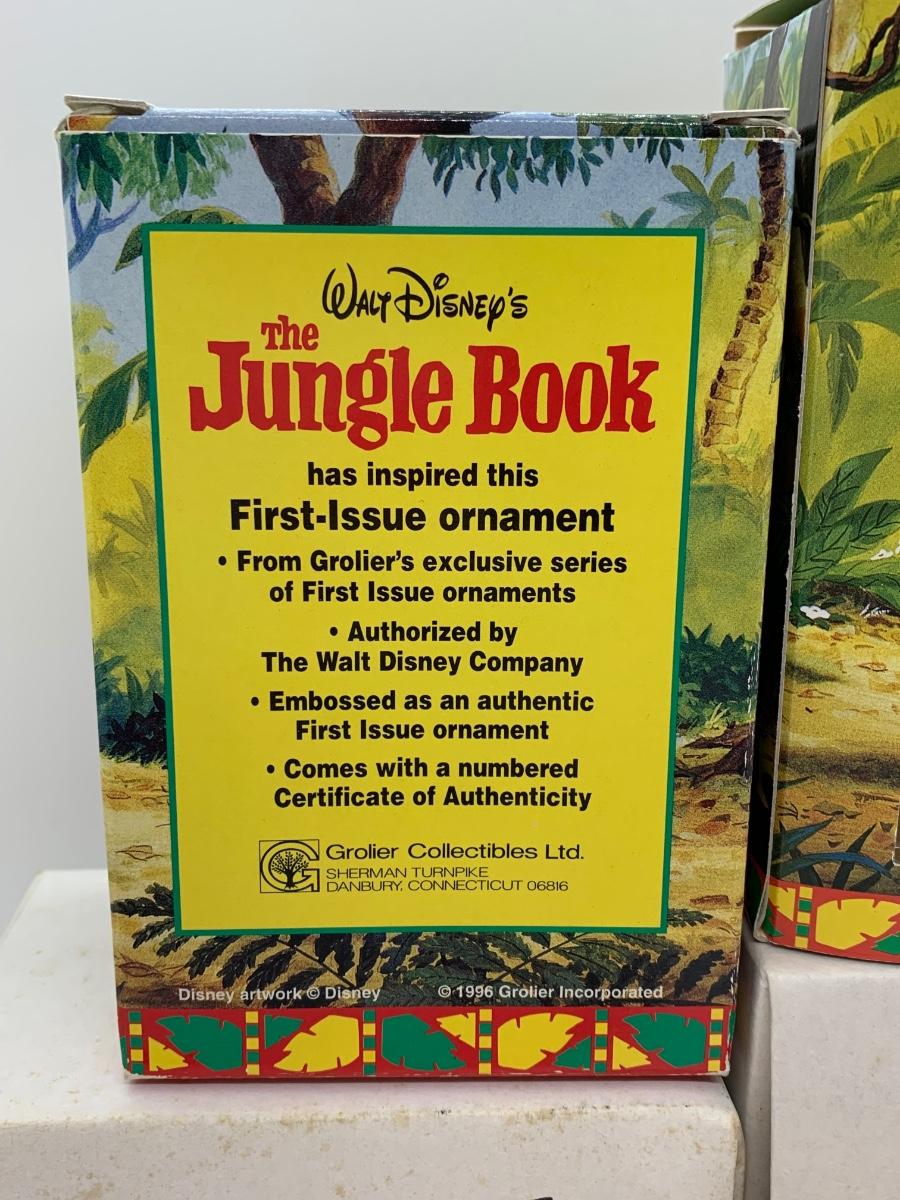 WALT DISNEY'S
The
Jungle Book
has inspired this
First-Issue ornament
• From Grolier's exclusive series
of First Issue ornaments
• Authorized by
The Walt Disney Company
• Embossed as an authentic
First Issue ornament
• Comes with a numbered
Certificate of Authenticity
G
Grolier Collectibles Ltd.
SHERMAN TURNPIKE
DANBURY, CONNECTICUT 06816
Disney artwork © Disney © 1996 Grolier Incorporated